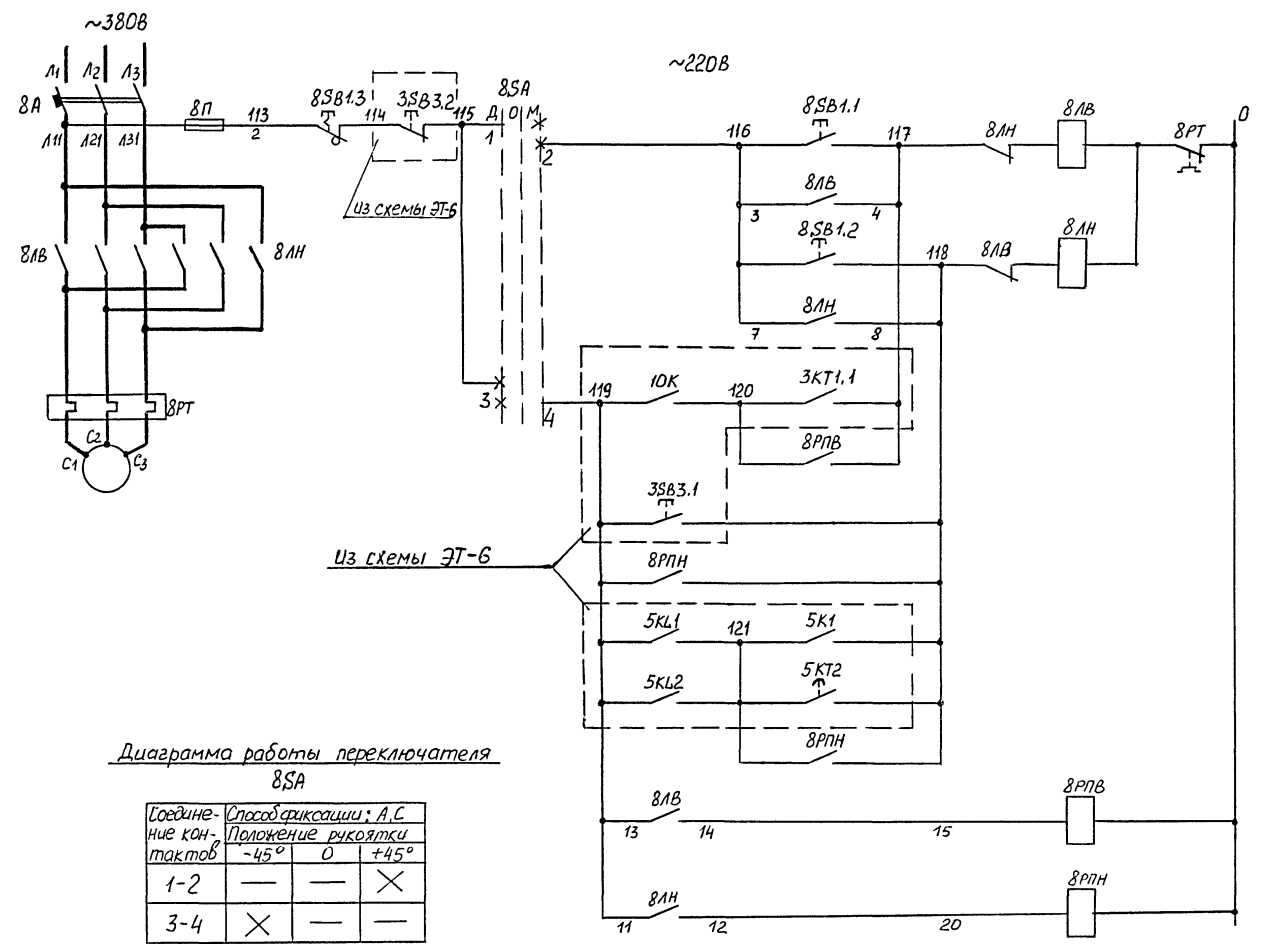 ~380В
~220В
Л1 Л2 Л3
8А
Л11 Л21 Л31
8П
113
2
8SB1.3
114
3SB3.2
115
8SA
Д О М
1
2
Из схемы ЭТ-6
116
8SB1.1
117
8ЛН
8ЛВ
8РТ
0
8ЛВ
3 4
8SB1.2
118
8ЛВ
8ЛН
8ЛН
7 8
8ЛВ
8ЛН
3
4
119
10К
120
3КТ1.1
8РПВ
8РТ
С1 С2 С3
3SB3.1
Из схемы ЭТ-6
8РПН
5KL1
121
5К1
5KL2
5КТ2
8РПН
8ЛВ
13 14 15
8РПВ
8ЛН
11 12 20
8РПН
Диаграмма работы переключателя
8SA
Соедине-
ние кон-
тактов
Способ фиксации: А,С
Положение рукоятки
-45° 0 +45°
1-2 — — X
3-4 X — —